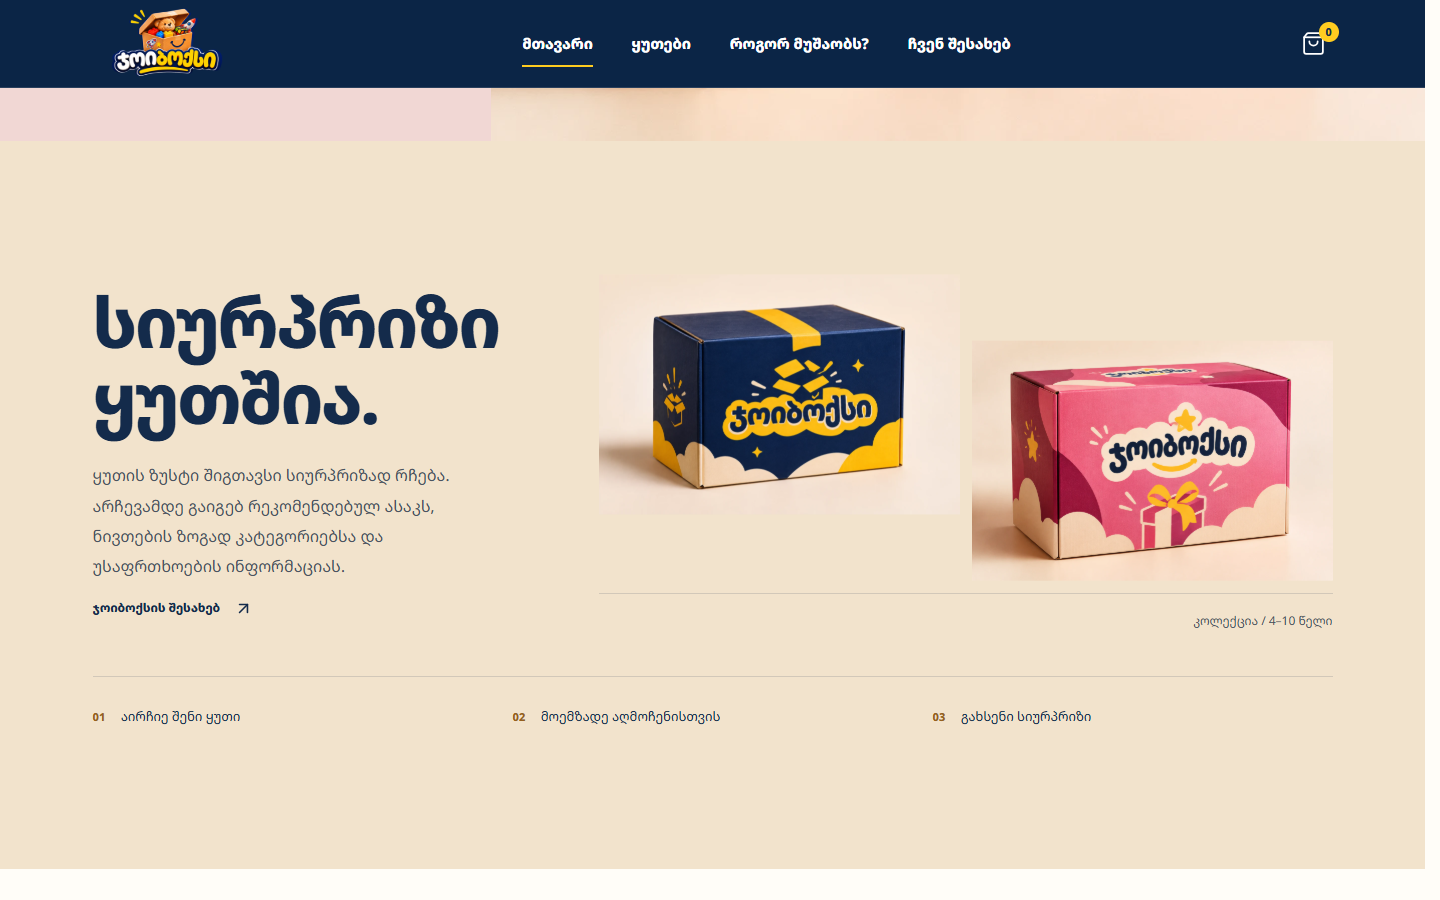 ჯოიბოქსი
მთავარი
ყუთები
როგორ მუშაობს?
ჩვენ შესახებ
0
სიურპრიზი
ყუთშია.
ყუთის ზუსტი შიგთავსი სიურპრიზად რჩება.
არჩევამდე გაიგებ რეკომენდებულ ასაკს,
ნივთების ზოგად კატეგორიებსა და
უსაფრთხოების ინფორმაციას.
ჯოიბოქსის შესახებ
ჯოიბოქსი
ჯოიბოქსი
ჯოიბოქსი
კოლექცია / 4–10 წელი
01 აირჩიე შენი ყუთი
02 მოემზადე აღმოჩენისთვის
03 გახსენი სიურპრიზი